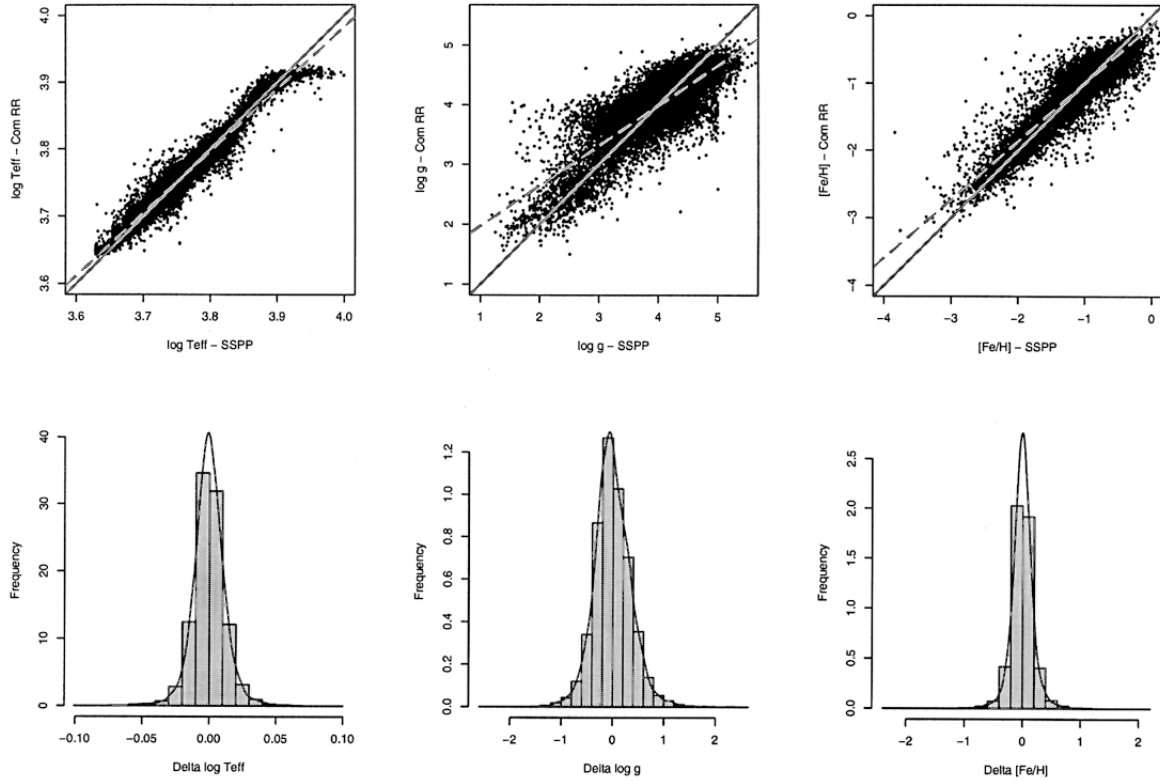 log Teff − Com RR
3.6 3.7 3.8 3.9 4.0
3.6 3.7 3.8 3.9 4.0
log Teff − SSPP
log g − Com RR
1 2 3 4 5
1 2 3 4 5
log g − SSPP
[Fe/H] − Com RR
−4 −3 −2 −1 0
−4 −3 −2 −1 0
[Fe/H] − SSPP
Frequency
0 10 20 30 40
−0.10 −0.05 0.00 0.05 0.10
Delta log Teff
Frequency
0.0 0.2 0.4 0.6 0.8 1.0 1.2
−2 −1 0 1 2
Delta log g
Frequency
0.0 0.5 1.0 1.5 2.0 2.5
−2 −1 0 1 2
Delta [Fe/H]